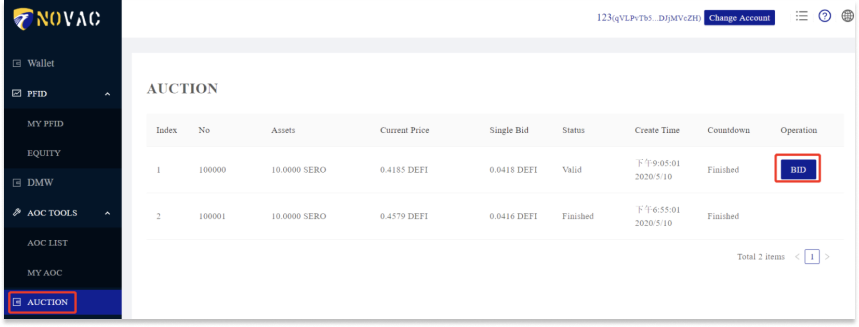 NOVAC
123(qVLPvTb5...DJjMVcZH) Change Account
Wallet
PFID
MY PFID
EQUITY
DMW
AOC TOOLS
AOC LIST
MY AOC
AUCTION
AUCTION
Index No Assets Current Price Single Bid Status Create Time Countdown Operation
1 100000 10.0000 SERO 0.4185 DEFI 0.0418 DEFI Valid 下午9:05:01 Finished BID
2020/5/10
2 100001 10.0000 SERO 0.4579 DEFI 0.0416 DEFI Finished 下午6:55:01 Finished
2020/5/10
Total 2 items < 1 >